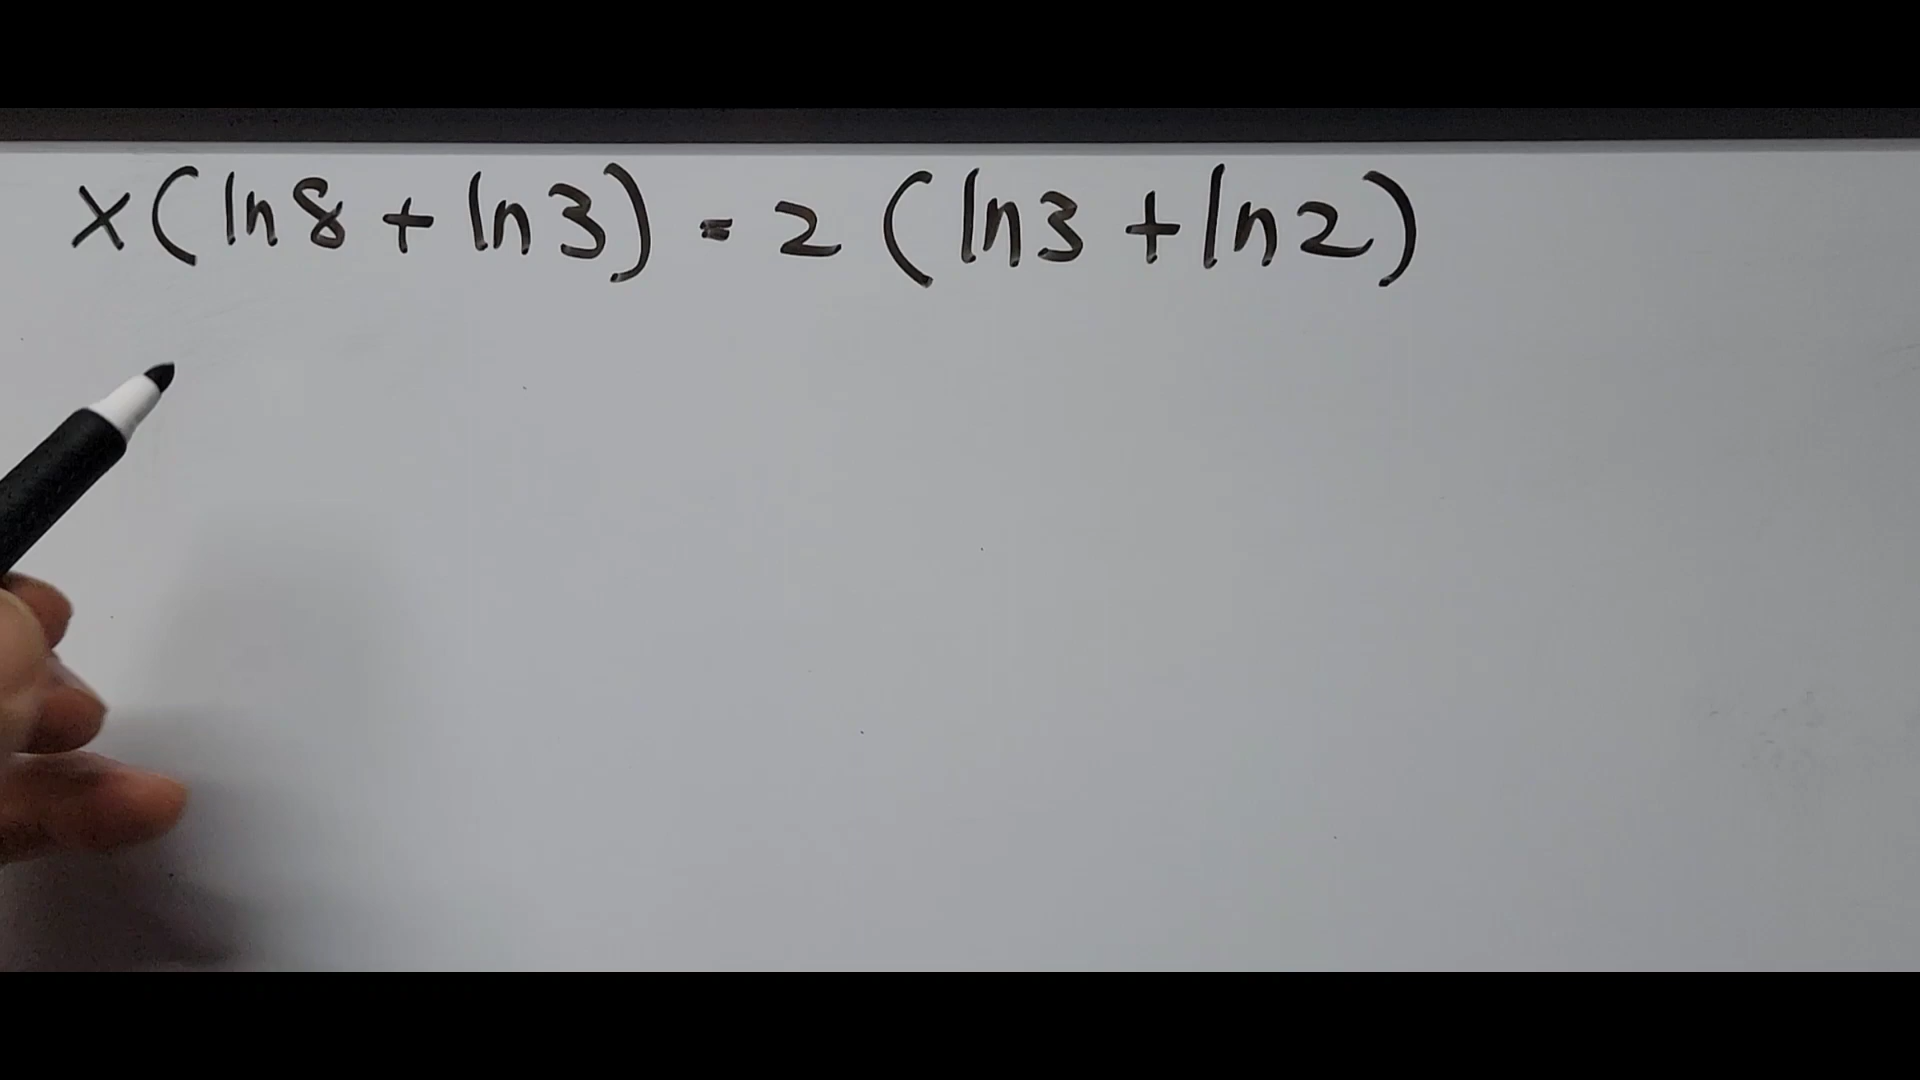 x(ln8 + ln3) = 2 (ln3 + ln2)